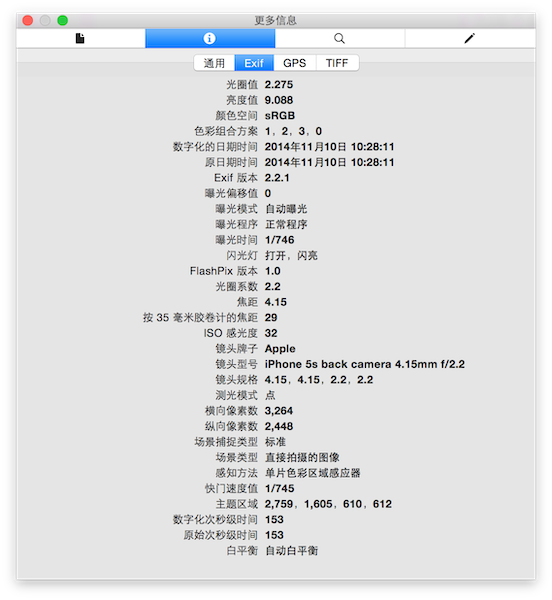 更多信息
通用 Exif GPS TIFF
光圈值 2.275
亮度值 9.088
颜色空间 sRGB
色彩组合方案 1，2，3，0
数字化的日期时间 2014年11月10日 10:28:11
原日期时间 2014年11月10日 10:28:11
Exif 版本 2.2.1
曝光偏移值 0
曝光模式 自动曝光
曝光程序 正常程序
曝光时间 1/746
闪光灯 打开，闪亮
FlashPix 版本 1.0
光圈系数 2.2
焦距 4.15
按 35 毫米胶卷计的焦距 29
ISO 感光度 32
镜头牌子 Apple
镜头型号 iPhone 5s back camera 4.15mm f/2.2
镜头规格 4.15，4.15，2.2，2.2
测光模式 点
横向像素数 3,264
纵向像素数 2,448
场景捕捉类型 标准
场景类型 直接拍摄的图像
感知方法 单片色彩区域感应器
快门速度值 1/745
主题区域 2,759，1,605，610，612
数字化次秒级时间 153
原始次秒级时间 153
白平衡 自动白平衡